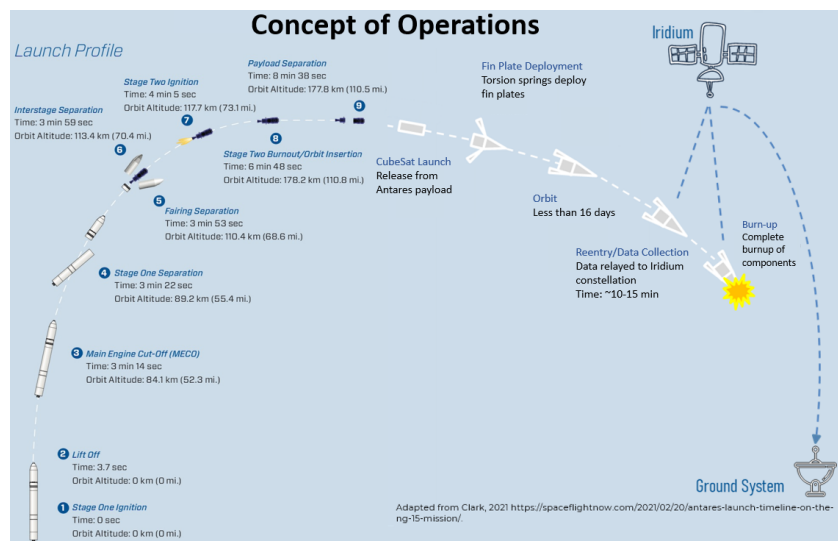 Concept of Operations
Launch Profile
1 Stage One Ignition
Time: 0 sec
Orbit Altitude: 0 km (0 mi.)
2 Lift Off
Time: 3.7 sec
Orbit Altitude: 0 km (0 mi.)
3 Main Engine Cut-Off (MECO)
Time: 3 min 14 sec
Orbit Altitude: 84.1 km (52.3 mi.)
4 Stage One Separation
Time: 3 min 22 sec
Orbit Altitude: 89.2 km (55.4 mi.)
5 Fairing Separation
Time: 3 min 53 sec
Orbit Altitude: 110.4 km (68.6 mi.)
Interstage Separation
Time: 3 min 59 sec
Orbit Altitude: 113.4 km (70.4 mi.)
6
Stage Two Ignition
Time: 4 min 5 sec
Orbit Altitude: 117.7 km (73.1 mi.)
7
8
Stage Two Burnout/Orbit Insertion
Time: 6 min 48 sec
Orbit Altitude: 178.2 km (110.8 mi.)
Payload Separation
Time: 8 min 38 sec
Orbit Altitude: 177.8 km (110.5 mi.)
9
CubeSat Launch
Release from
Antares payload
Fin Plate Deployment
Torsion springs deploy
fin plates
Orbit
Less than 16 days
Reentry/Data Collection
Data relayed to Iridium
constellation
Time: ~10-15 min
Burn-up
Complete
burnup of
components
Iridium
Ground System
Adapted from Clark, 2021 https://spaceflightnow.com/2021/02/20/antares-launch-timeline-on-the-
ng-15-mission/.